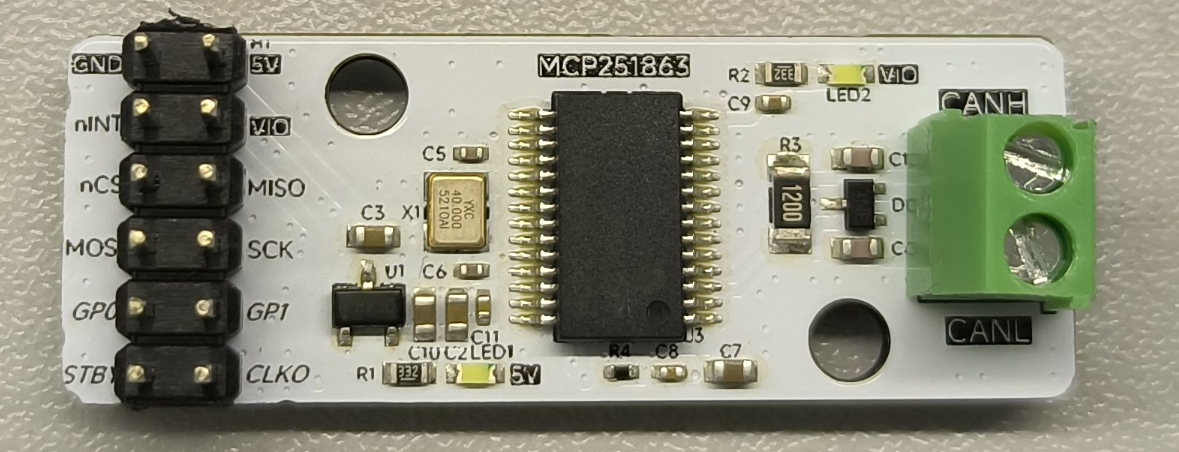 GND
5V
nINT
VIO
nCS
MISO
MOS
SCK
GP0
GP1
STBY
CLKO
MCP251863
R2
332
VIO
LED2
C9
CANH
C5
R3
1200
X1
YXC
40.000
5210AI
C3
C6
U1
C10
C2
LED1
C11
R1
332
5V
U3
R4
C8
C7
CANL